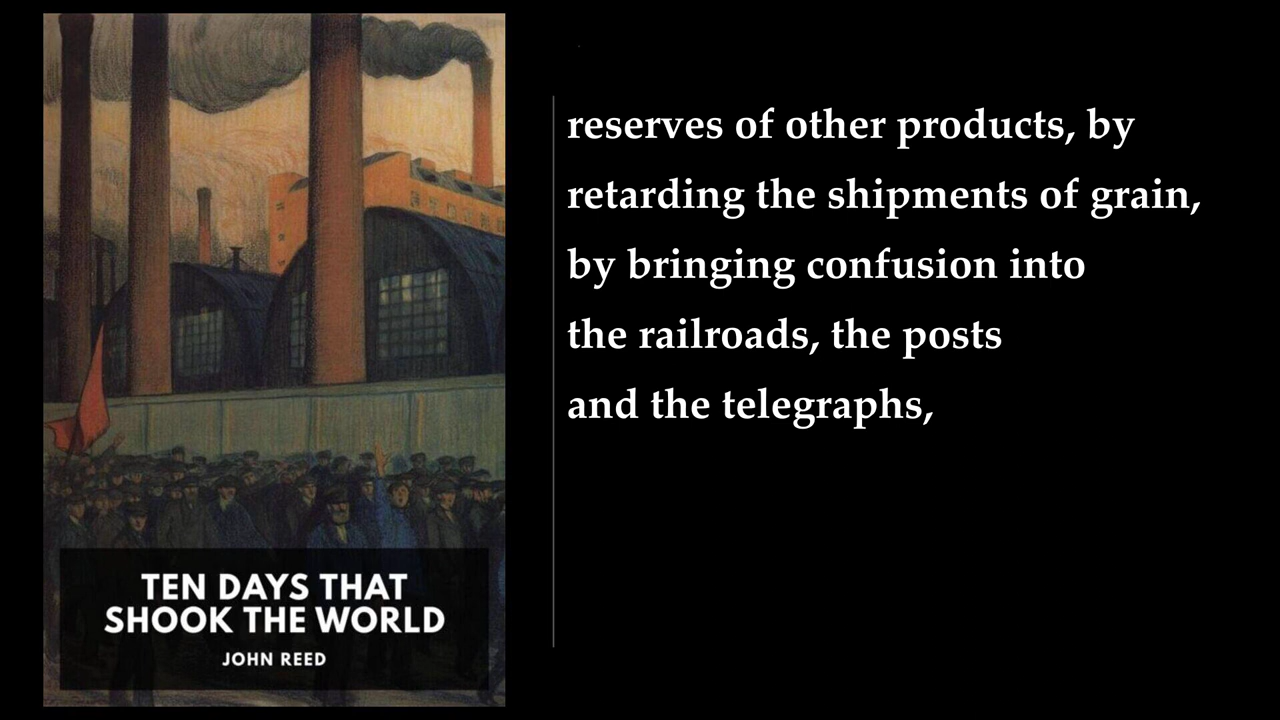 reserves of other products, by
retarding the shipments of grain,
by bringing confusion into
the railroads, the posts
and the telegraphs,
TEN DAYS THAT
SHOOK THE WORLD
JOHN REED